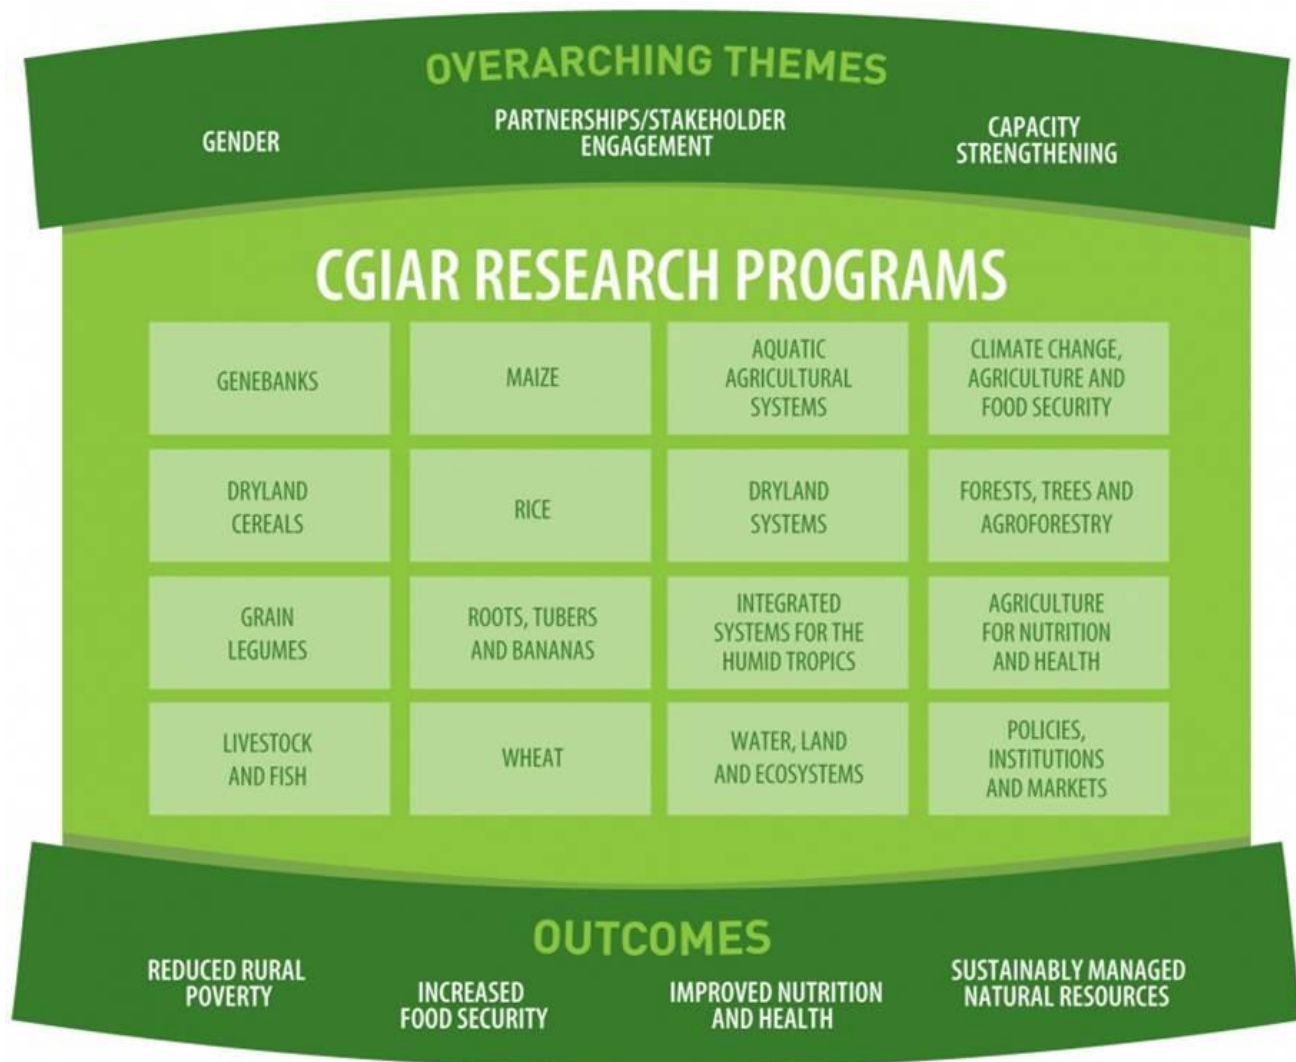 OVERARCHING THEMES
GENDER
PARTNERSHIPS/STAKEHOLDER
ENGAGEMENT
CAPACITY
STRENGTHENING
CGIAR RESEARCH PROGRAMS
GENEBANKS
MAIZE
AQUATIC
AGRICULTURAL
SYSTEMS
CLIMATE CHANGE,
AGRICULTURE AND
FOOD SECURITY
DRYLAND
CEREALS
RICE
DRYLAND
SYSTEMS
FORESTS, TREES AND
AGROFORESTRY
GRAIN
LEGUMES
ROOTS, TUBERS
AND BANANAS
INTEGRATED
SYSTEMS FOR THE
HUMID TROPICS
AGRICULTURE
FOR NUTRITION
AND HEALTH
LIVESTOCK
AND FISH
WHEAT
WATER, LAND
AND ECOSYSTEMS
POLICIES,
INSTITUTIONS
AND MARKETS
OUTCOMES
REDUCED RURAL
POVERTY
INCREASED
FOOD SECURITY
IMPROVED NUTRITION
AND HEALTH
SUSTAINABLY MANAGED
NATURAL RESOURCES